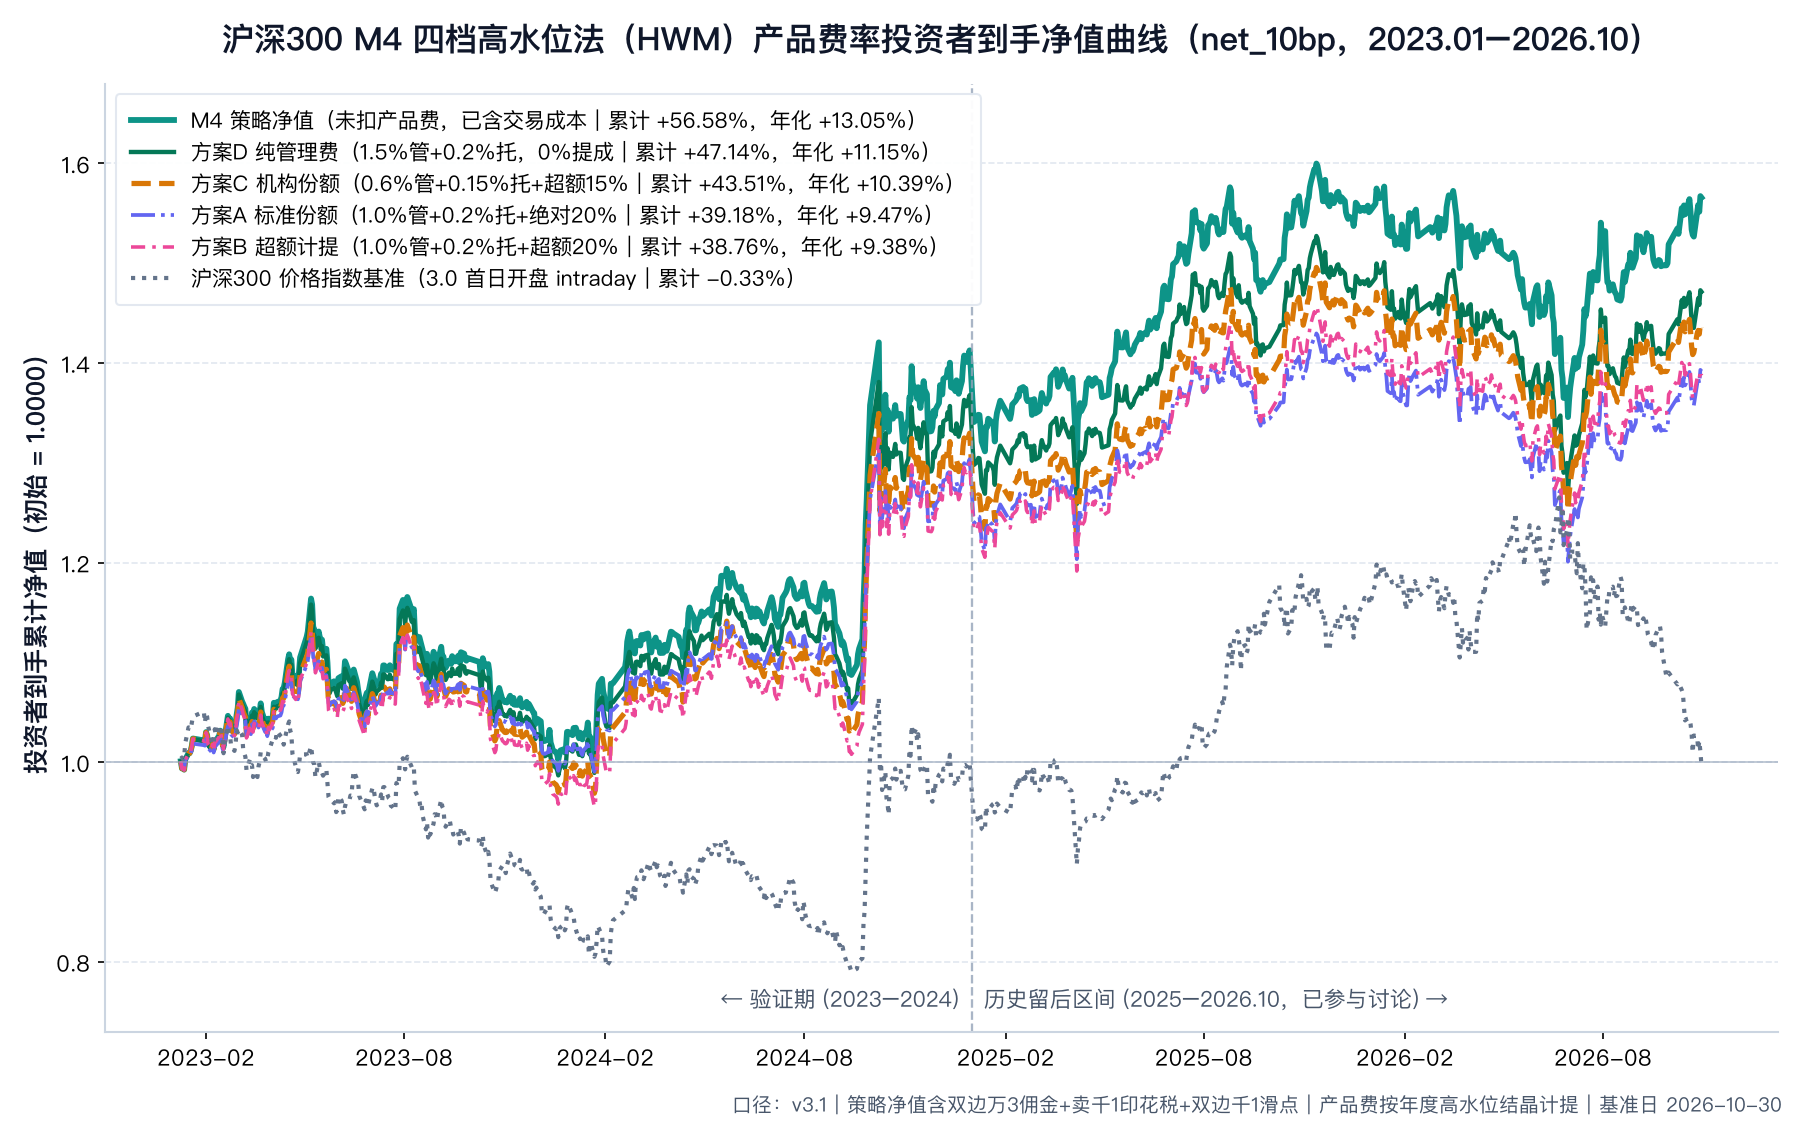 沪深300 M4 四档高水位法（HWM）产品费率投资者到手净值曲线（net_10bp，2023.01−2026.10）
M4 策略净值（未扣产品费，已含交易成本｜累计 +56.58%，年化 +13.05%）
方案D 纯管理费（1.5%管+0.2%托，0%提成｜累计 +47.14%，年化 +11.15%）
方案C 机构份额（0.6%管+0.15%托+超额15%｜累计 +43.51%，年化 +10.39%）
方案A 标准份额（1.0%管+0.2%托+绝对20%｜累计 +39.18%，年化 +9.47%）
方案B 超额计提（1.0%管+0.2%托+超额20%｜累计 +38.76%，年化 +9.38%）
沪深300 价格指数基准（3.0 首日开盘 intraday｜累计 −0.33%）
投资者到手累计净值（初始 = 1.0000）
1.6
1.4
1.2
1.0
0.8
← 验证期 (2023−2024)
历史留后区间 (2025−2026.10，已参与讨论) →
2023−02
2023−08
2024−02
2024−08
2025−02
2025−08
2026−02
2026−08
口径：v3.1｜策略净值含双边万3佣金+卖千1印花税+双边千1滑点｜产品费按年度高水位结晶计提｜基准日 2026−10−30